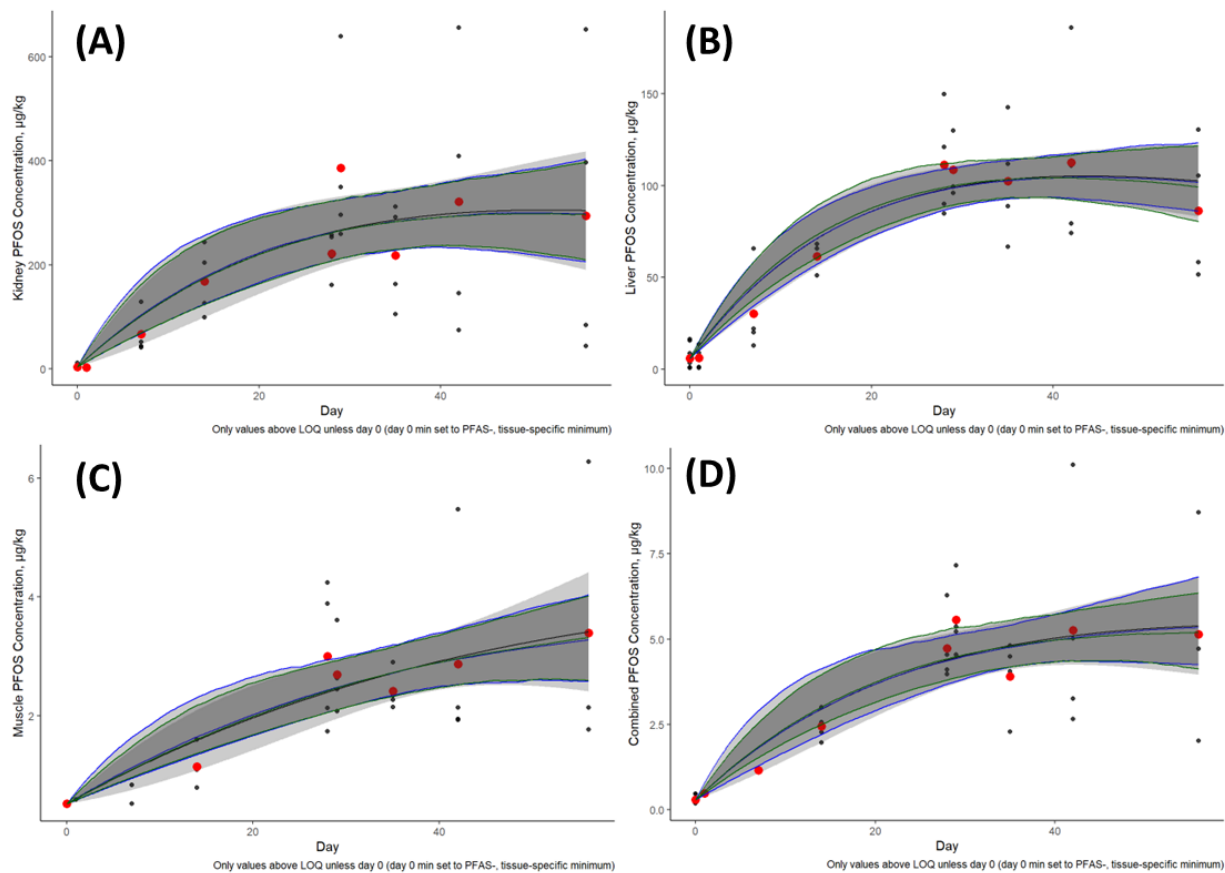 (A)
Kidney PFOS Concentration, µg/kg
600
400
200
0
0
20
40
Day
Only values above LOQ unless day 0 (day 0 min set to PFAS-, tissue-specific minimum)
(B)
Liver PFOS Concentration, µg/kg
150
100
50
0
0
20
40
Day
Only values above LOQ unless day 0 (day 0 min set to PFAS-, tissue-specific minimum)
(C)
Muscle PFOS Concentration, µg/kg
6
4
2
0
20
40
Day
Only values above LOQ unless day 0 (day 0 min set to PFAS-, tissue-specific minimum)
(D)
Combined PFOS Concentration, µg/kg
10.0
7.5
5.0
2.5
0.0
0
20
40
Day
Only values above LOQ unless day 0 (day 0 min set to PFAS-, tissue-specific minimum)